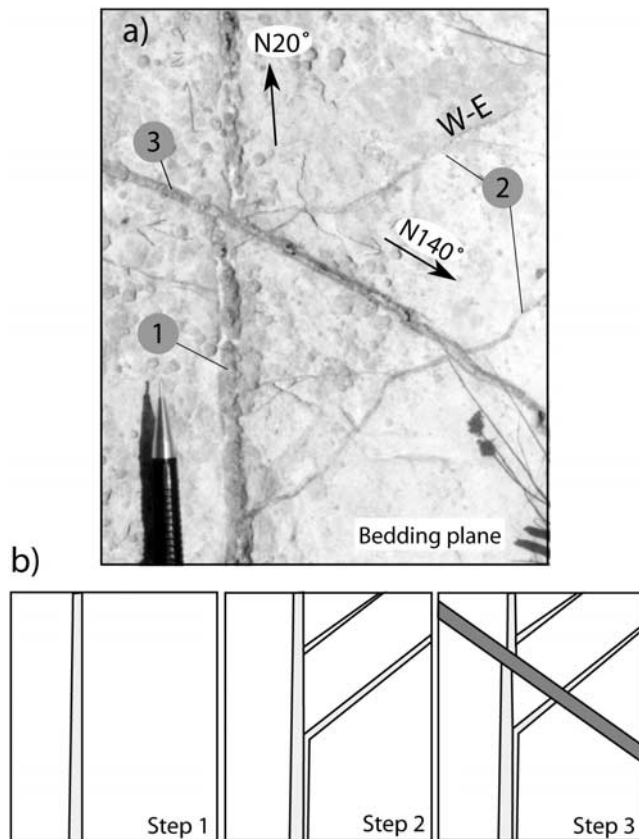 a)
N20°
W-E
3
2
N140°
1
Bedding plane
b)
Step 1
Step 2
Step 3